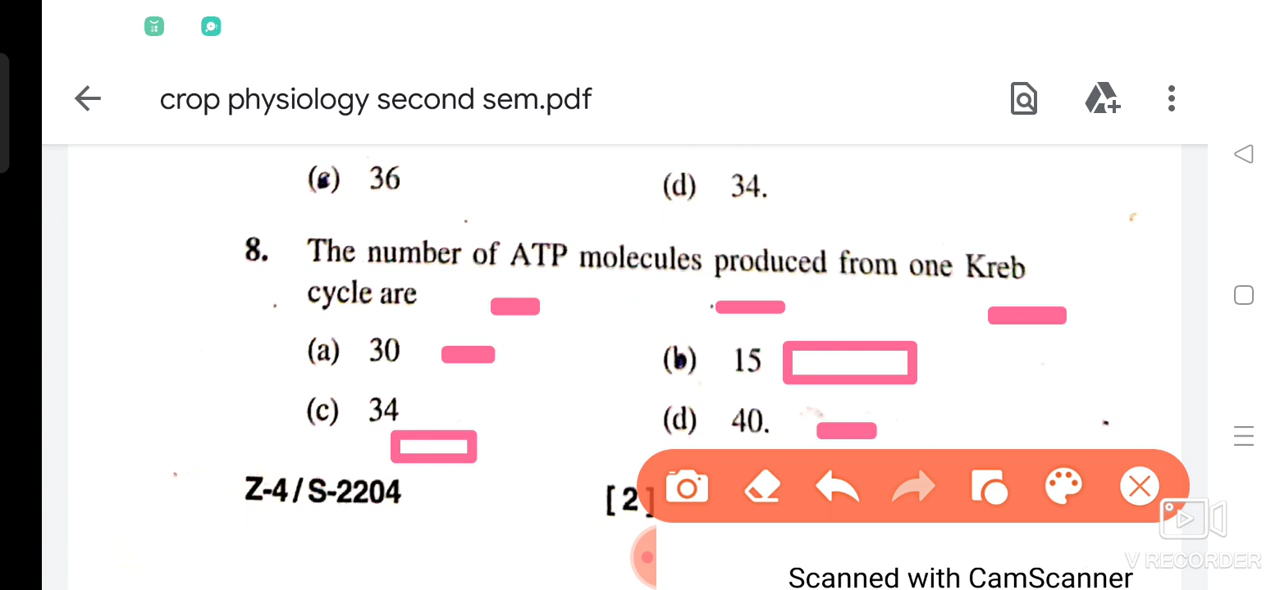 crop physiology second sem.pdf
(c) 36 (d) 34.
8. The number of ATP molecules produced from one Kreb
cycle are
(a) 30 (b) 15
(c) 34 (d) 40.
Z-4/S-2204 [2]
V RECORDER
Scanned with CamScanner